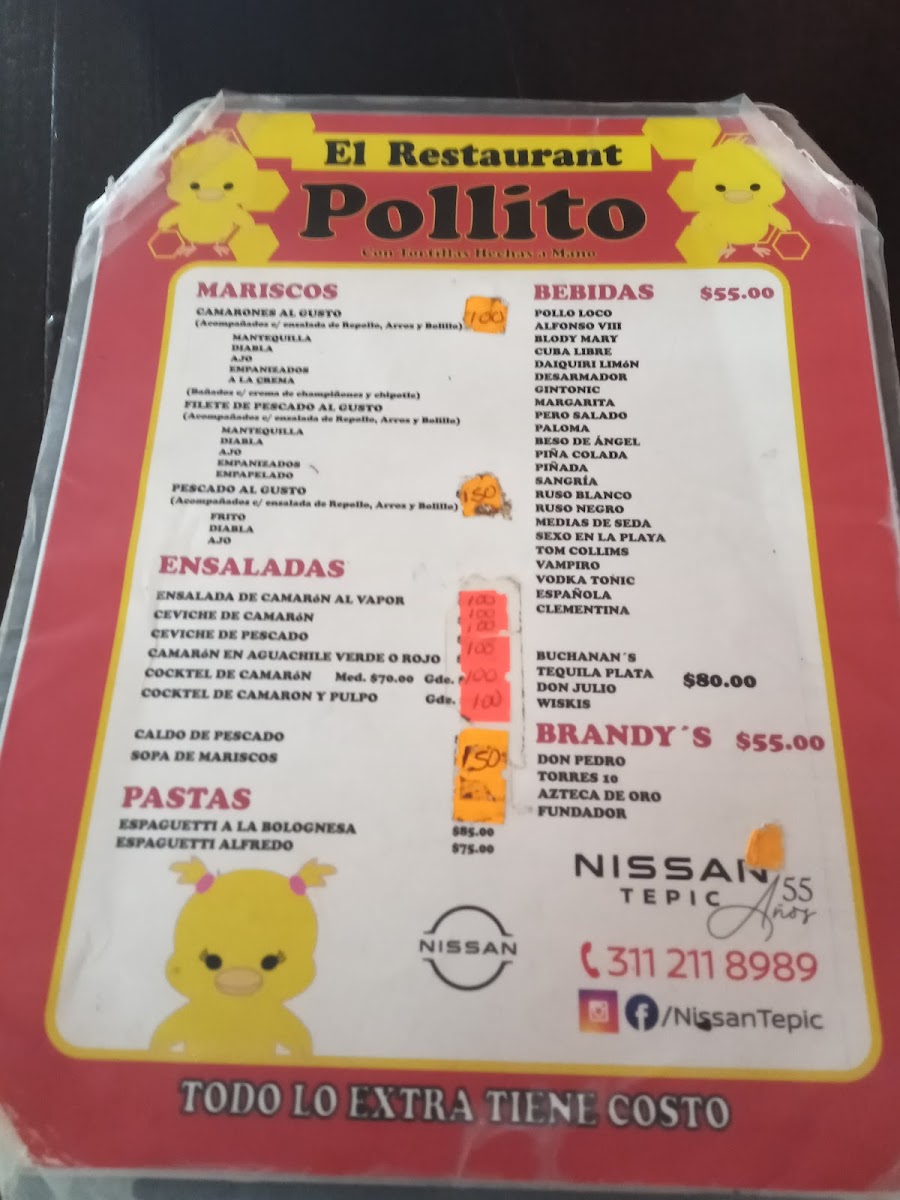 El Restaurant
Pollito
Con Tortillas Hechas a Mano
MARISCOS
CAMARONES AL GUSTO 100
(Acompañados c/ ensalada de Repollo, Arros y Bolillo)
MANTEQUILLA
DIABLA
AJO
EMPANIZADOS
A LA CREMA
(Bañados c/ crema de champiñones y chipotle)
FILETE DE PESCADO AL GUSTO
(Acompañados c/ ensalada de Repollo, Arros y Bolillo)
MANTEQUILLA
DIABLA
AJO
EMPANIZADOS
EMPAPELADO
PESCADO AL GUSTO 150
(Acompañados c/ ensalada de Repollo, Arros y Bolillo)
FRITO
DIABLA
AJO
ENSALADAS
ENSALADA DE CAMARóN AL VAPOR 100
CEVICHE DE CAMARóN 100
CEVICHE DE PESCADO 100
CAMARóN EN AGUACHILE VERDE O ROJO 100
COCKTEL DE CAMARóN Med. $70.00 Gde. 100
COCKTEL DE CAMARON Y PULPO Gde. 100
CALDO DE PESCADO
SOPA DE MARISCOS 150
PASTAS
ESPAGUETTI A LA BOLOGNESA $85.00
ESPAGUETTI ALFREDO $75.00
BEBIDAS $55.00
POLLO LOCO
ALFONSO VIII
BLODY MARY
CUBA LIBRE
DAIQUIRI LIMóN
DESARMADOR
GINTONIC
MARGARITA
PERO SALADO
PALOMA
BESO DE ÁNGEL
PIÑA COLADA
PIÑADA
SANGRÍA
RUSO BLANCO
RUSO NEGRO
MEDIAS DE SEDA
SEXO EN LA PLAYA
TOM COLLIMS
VAMPIRO
VODKA TONIC
ESPAÑOLA
CLEMENTINA
BUCHANAN´S
TEQUILA PLATA $80.00
DON JULIO
WISKIS
BRANDY´S $55.00
DON PEDRO
TORRES 10
AZTECA DE ORO
FUNDADOR
NISSAN
TEPIC 55
Años
NISSAN
311 211 8989
/NissanTepic
TODO LO EXTRA TIENE COSTO